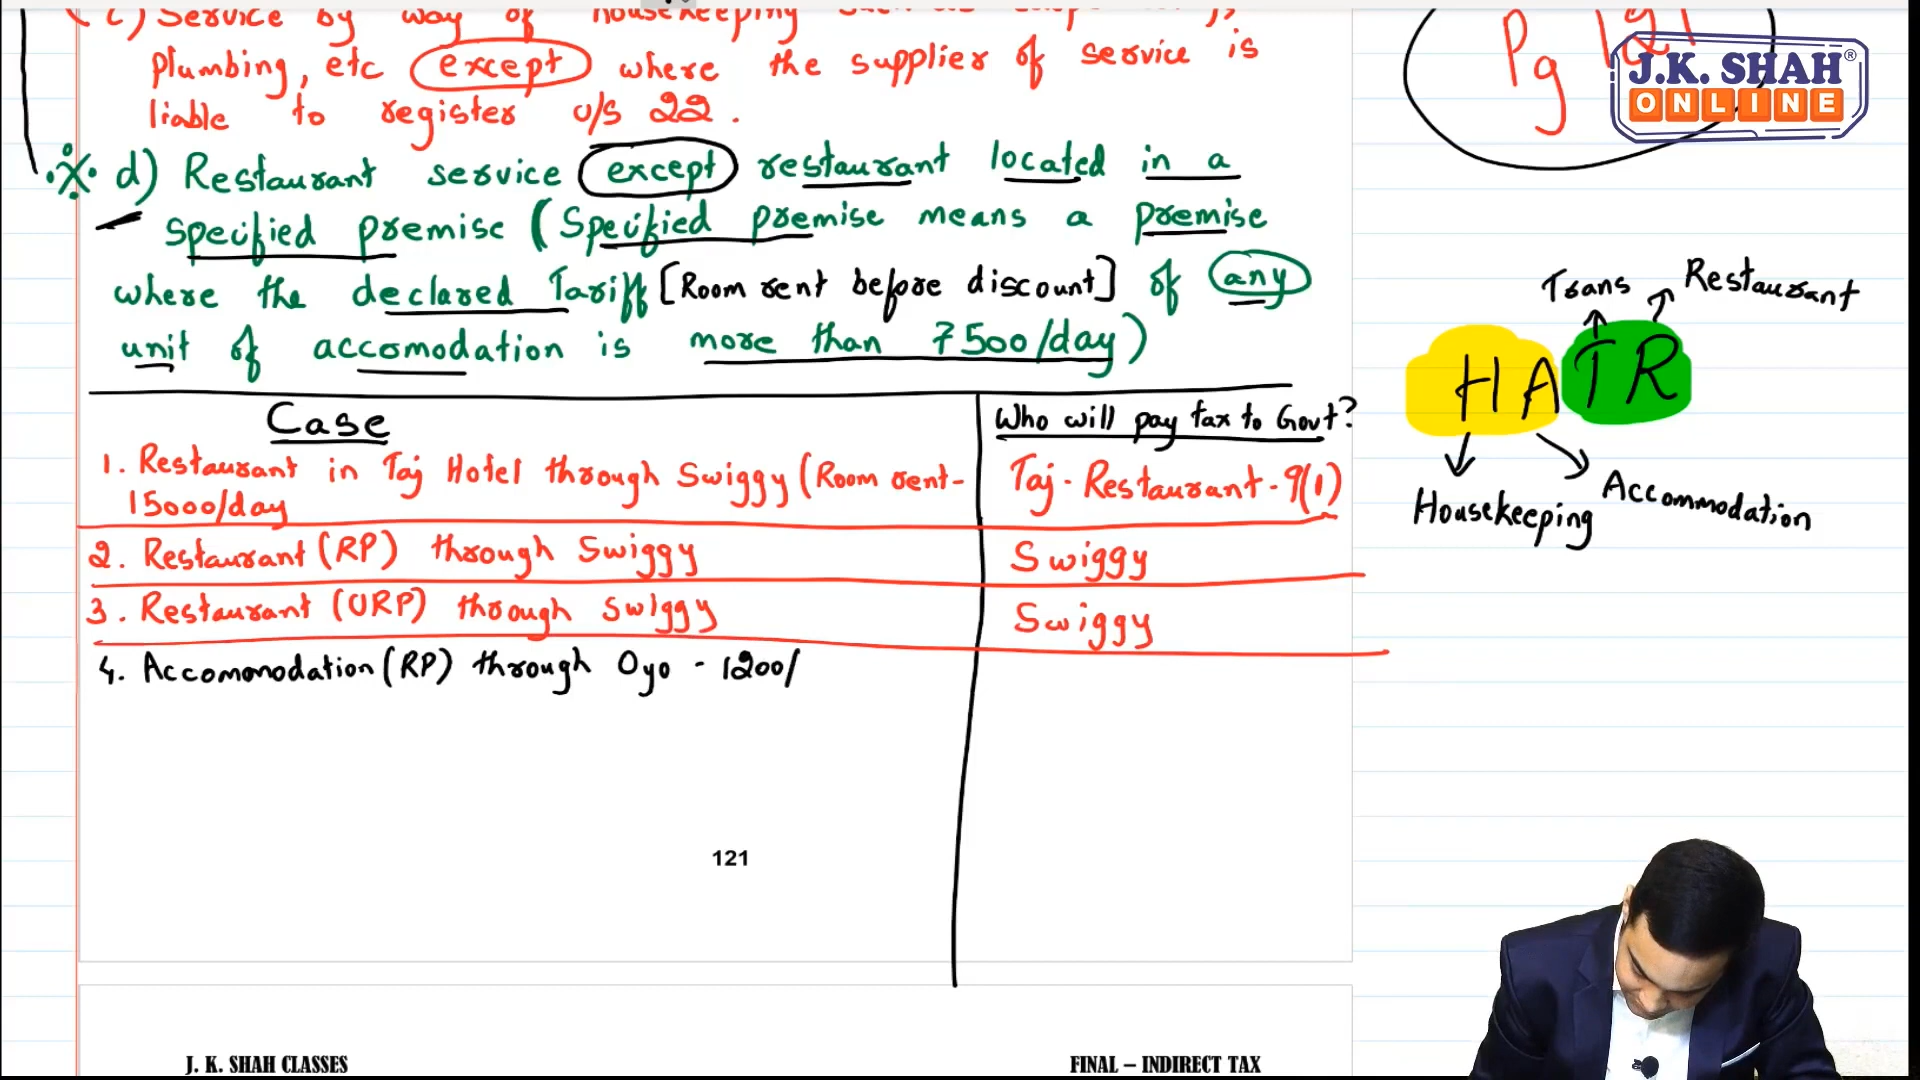 c) Service by way of housekeeping such as
plumbing, etc except where the supplier of service is
liable to register u/s 22.
d) Restaurant service except restaurant located in a
specified premise (Specified premise means a premise
where the declared Tariff [Room rent before discount] of any
unit of accomodation is more than 7500/day)
Case
Who will pay tax to Govt?
1. Restaurant in Taj Hotel through Swiggy (Room rent-
15000/day
Taj - Restaurant - 9(1)
2. Restaurant (RP) through Swiggy
Swiggy
3. Restaurant (URP) through Swiggy
Swiggy
4. Accomomodation (RP) through Oyo - 1200/
121
J. K. SHAH CLASSES
FINAL – INDIRECT TAX
Pg 121
J.K. SHAH®
ONLINE
Trans
Restaurant
HATR
Housekeeping
Accommodation